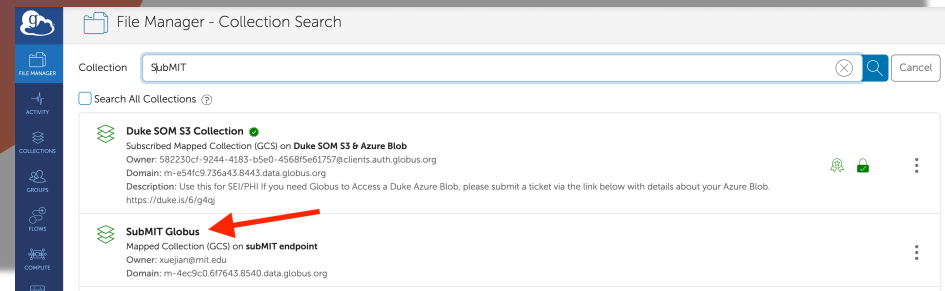 File Manager - Collection Search
FILE MANAGER
Collection
SubMIT
Cancel
Search All Collections ?
ACTIVITY
COLLECTIONS
GROUPS
FLOWS
COMPUTE
Duke SOM S3 Collection
Subscribed Mapped Collection (GCS) on Duke SOM S3 & Azure Blob
Owner: 582230cf-9244-4183-b5e0-4568f5e61757@clients.auth.globus.org
Domain: m-e54fc9.736a43.8443.data.globus.org
Description: Use this for SEI/PHI If you need Globus to Access a Duke Azure Blob, please submit a ticket via the link below with details about your Azure Blob.
https://duke.is/6/g4qj
SubMIT Globus
Mapped Collection (GCS) on subMIT endpoint
Owner: xuejian@mit.edu
Domain: m-4ec9c0.6f7643.8540.data.globus.org